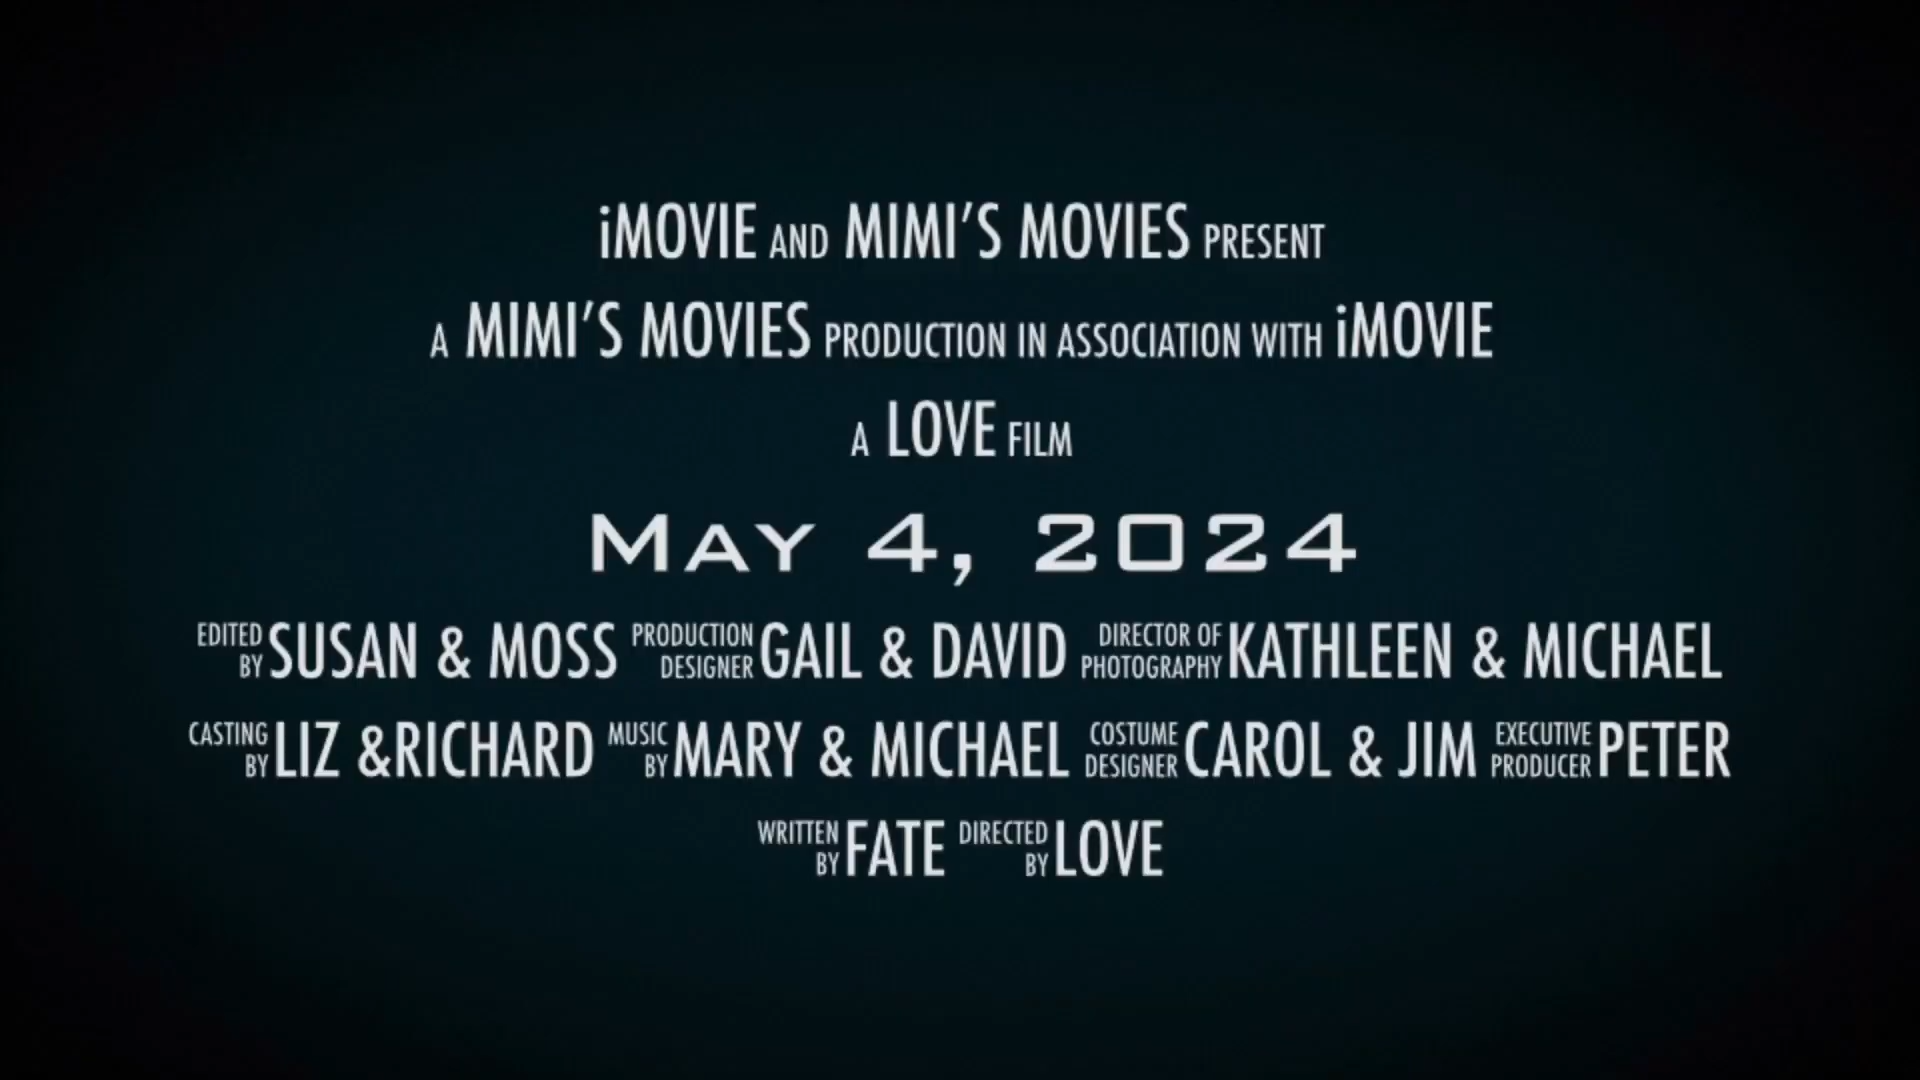 iMOVIE AND MIMI'S MOVIES PRESENT
A MIMI'S MOVIES PRODUCTION IN ASSOCIATION WITH iMOVIE
A LOVE FILM
MAY 4, 2024
EDITED BY SUSAN & MOSS PRODUCTION DESIGNER GAIL & DAVID DIRECTOR OF PHOTOGRAPHY KATHLEEN & MICHAEL
CASTING BY LIZ &RICHARD MUSIC BY MARY & MICHAEL COSTUME DESIGNER CAROL & JIM EXECUTIVE PRODUCER PETER
WRITTEN BY FATE DIRECTED BY LOVE